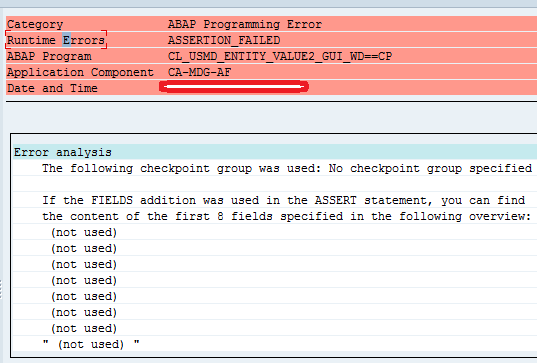 Category ABAP Programming Error
Runtime Errors ASSERTION_FAILED
ABAP Program CL_USMD_ENTITY_VALUE2_GUI_WD==CP
Application Component CA-MDG-AF
Date and Time
Error analysis
The following checkpoint group was used: No checkpoint group specified
If the FIELDS addition was used in the ASSERT statement, you can find
the content of the first 8 fields specified in the following overview:
(not used)
(not used)
(not used)
(not used)
(not used)
(not used)
(not used)
" (not used) "